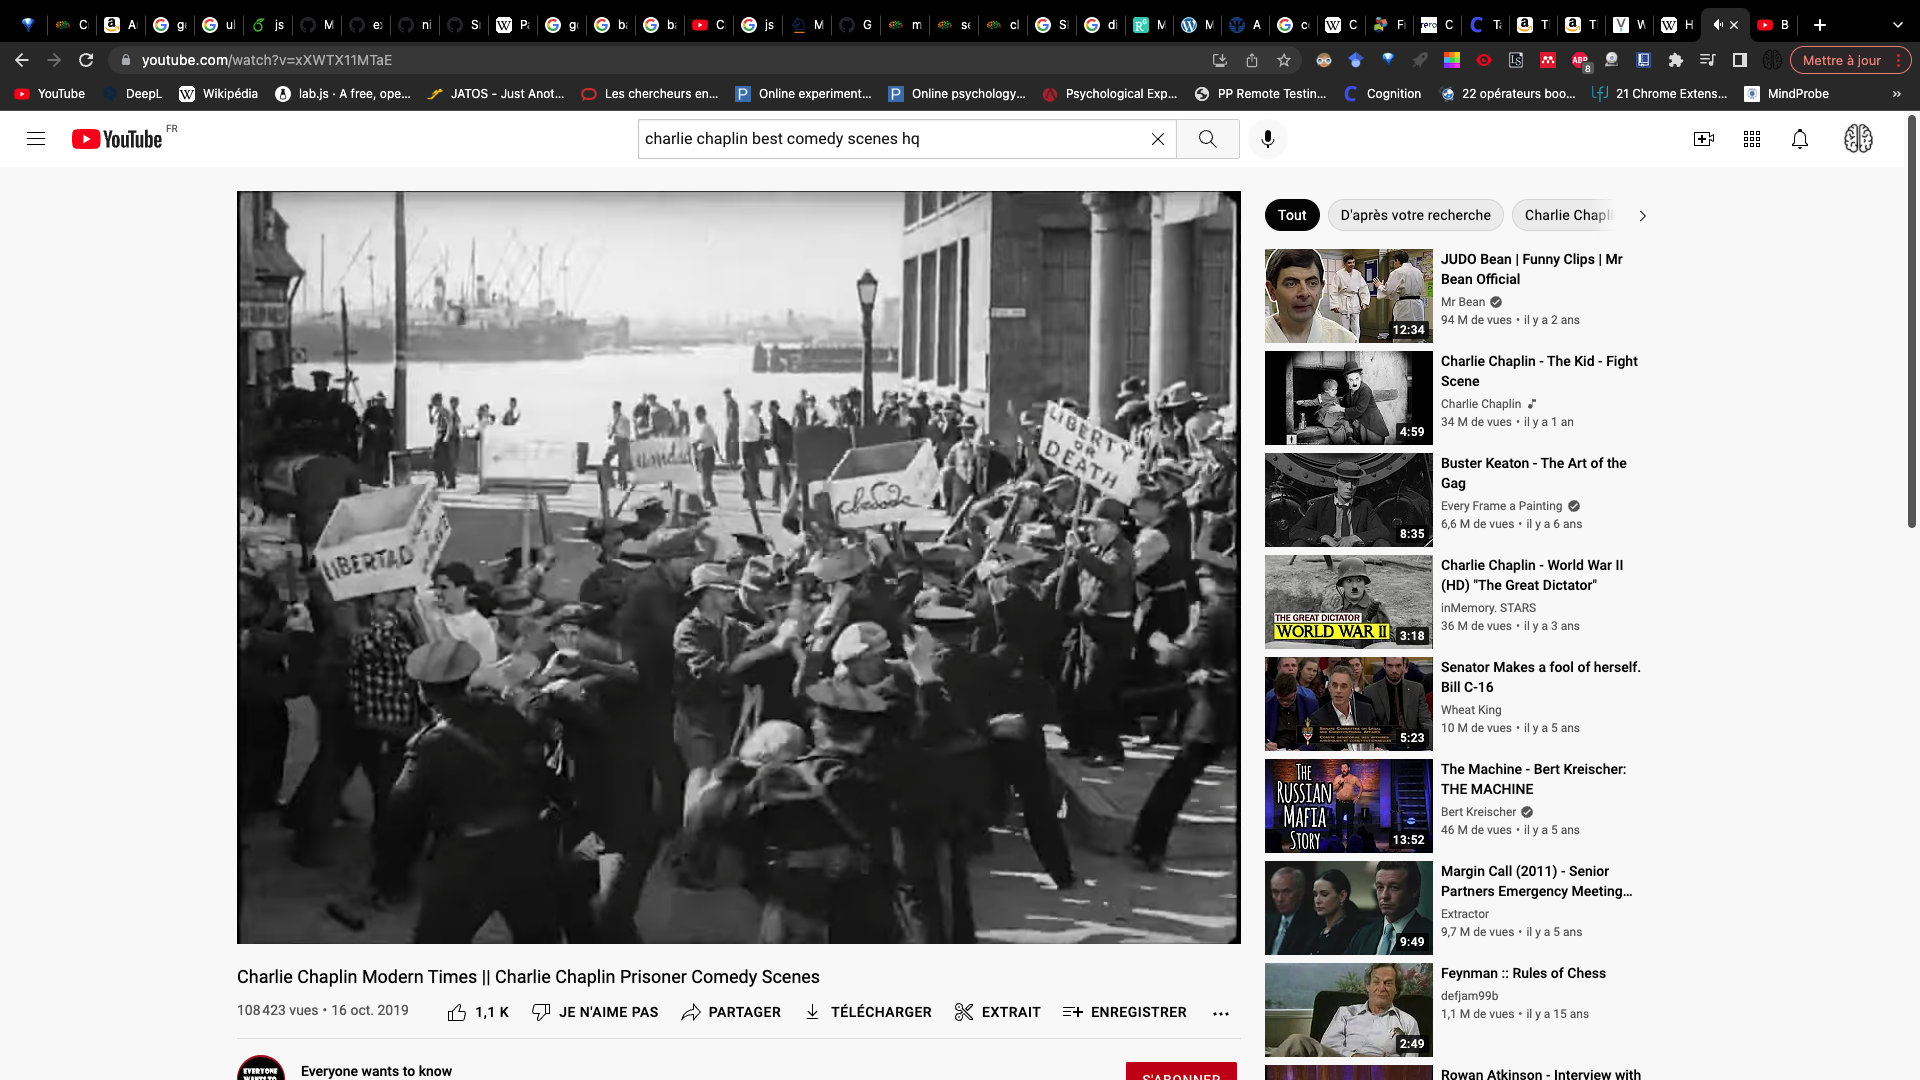 youtube.com/watch?v=xXWTX11MTaE
Mettre à jour
YouTube
DeepL
Wikipédia
lab.js · A free, ope...
JATOS - Just Anot...
Les chercheurs en...
Online experiment...
Online psychology...
Psychological Exp...
PP Remote Testin...
Cognition
22 opérateurs boo...
21 Chrome Extens...
MindProbe
»
YouTube FR
charlie chaplin best comedy scenes hq
Tout
D'après votre recherche
Charlie Chapli
LIBERTY
OR
DEATH
LIBERTAD
JUDO Bean | Funny Clips | Mr
Bean Official
Mr Bean
94 M de vues • il y a 2 ans
12:34
Charlie Chaplin - The Kid - Fight
Scene
Charlie Chaplin
34 M de vues • il y a 1 an
4:59
Buster Keaton - The Art of the
Gag
Every Frame a Painting
6,6 M de vues • il y a 6 ans
8:35
Charlie Chaplin - World War II
(HD) "The Great Dictator"
inMemory. STARS
36 M de vues • il y a 3 ans
THE GREAT DICTATOR
WORLD WAR II
3:18
Senator Makes a fool of herself.
Bill C-16
Wheat King
10 M de vues • il y a 5 ans
5:23
The Machine - Bert Kreischer:
THE MACHINE
Bert Kreischer
46 M de vues • il y a 5 ans
THE
RUSSIAN
MAFIA
STORY
13:52
Margin Call (2011) - Senior
Partners Emergency Meeting...
Extractor
9,7 M de vues • il y a 5 ans
9:49
Feynman :: Rules of Chess
defjam99b
1,1 M de vues • il y a 15 ans
2:49
Rowan Atkinson - Interview with
Charlie Chaplin Modern Times || Charlie Chaplin Prisoner Comedy Scenes
108 423 vues • 16 oct. 2019
1,1 K
JE N'AIME PAS
PARTAGER
TÉLÉCHARGER
EXTRAIT
ENREGISTRER
...
Everyone wants to know
S'ABONNER